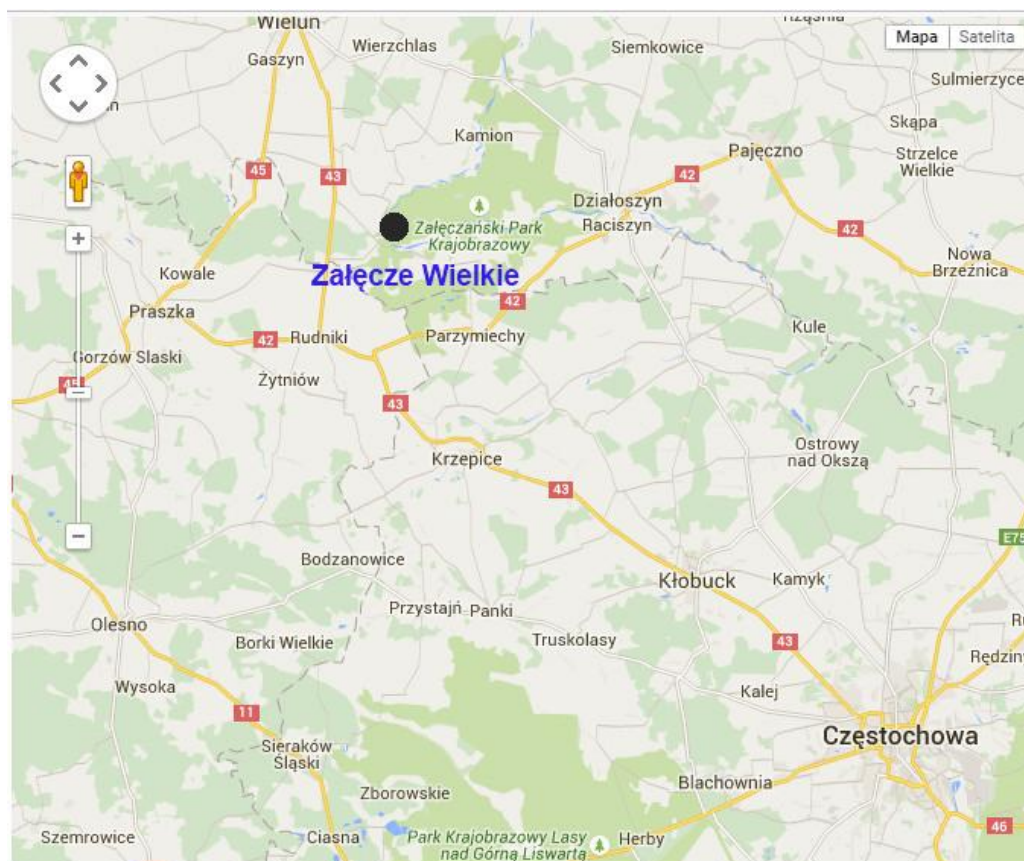 Wieluń
Wierzchlas
Gaszyn
Siemkowice
Mapa
Satelita
Sulmierzyce
Kamion
Skąpa
Pajęczno
Strzelce
Wielkie
45
43
42
Działoszyn
Raciszyn
Załęczański Park
Krajobrazowy
42
Nowa
Brzeźnica
Załęcze Wielkie
Kowale
42
Praszka
Kule
42
Rudniki
Parzymiechy
Gorzów Slaski
45
Żytniów
43
Ostrowy
nad Okszą
Krzepice
43
E75
Bodzanowice
Kłobuck
Kamyk
Przystajń
Panki
Olesno
Borki Wielkie
Truskolasy
43
Wysoka
Kalej
11
Częstochowa
Sieraków
Śląski
Blachownia
Zborowskie
46
Szemrowice
Ciasna
Park Krajobrazowy Lasy
nad Górną Liswartą
Herby